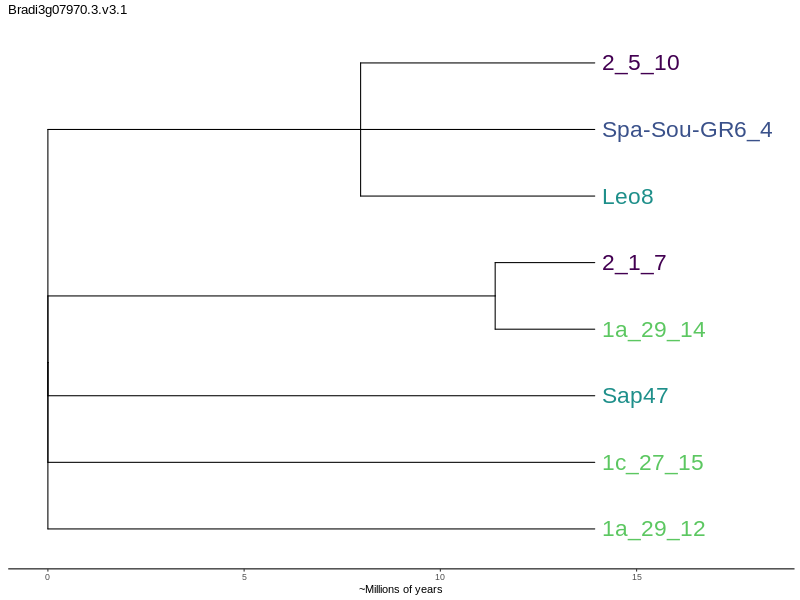 Bradi3g07970.3.v3.1
2_5_10
Spa-Sou-GR6_4
Leo8
2_1_7
1a_29_14
Sap47
1c_27_15
1a_29_12
0 5 10 15
~Millions of years